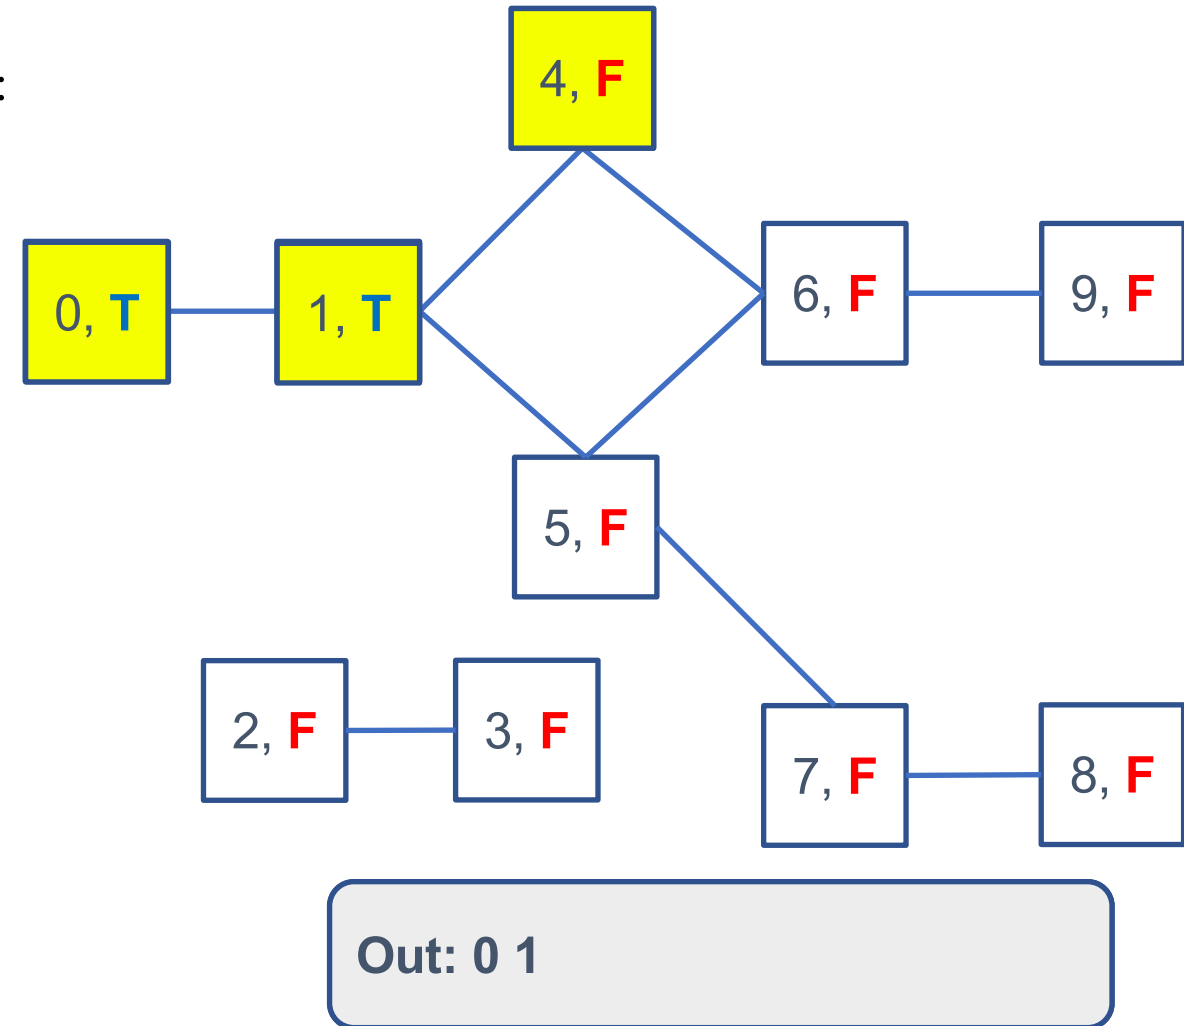 :
4, F
0, T
1, T
6, F
9, F
5, F
2, F
3, F
7, F
8, F
Out: 0 1